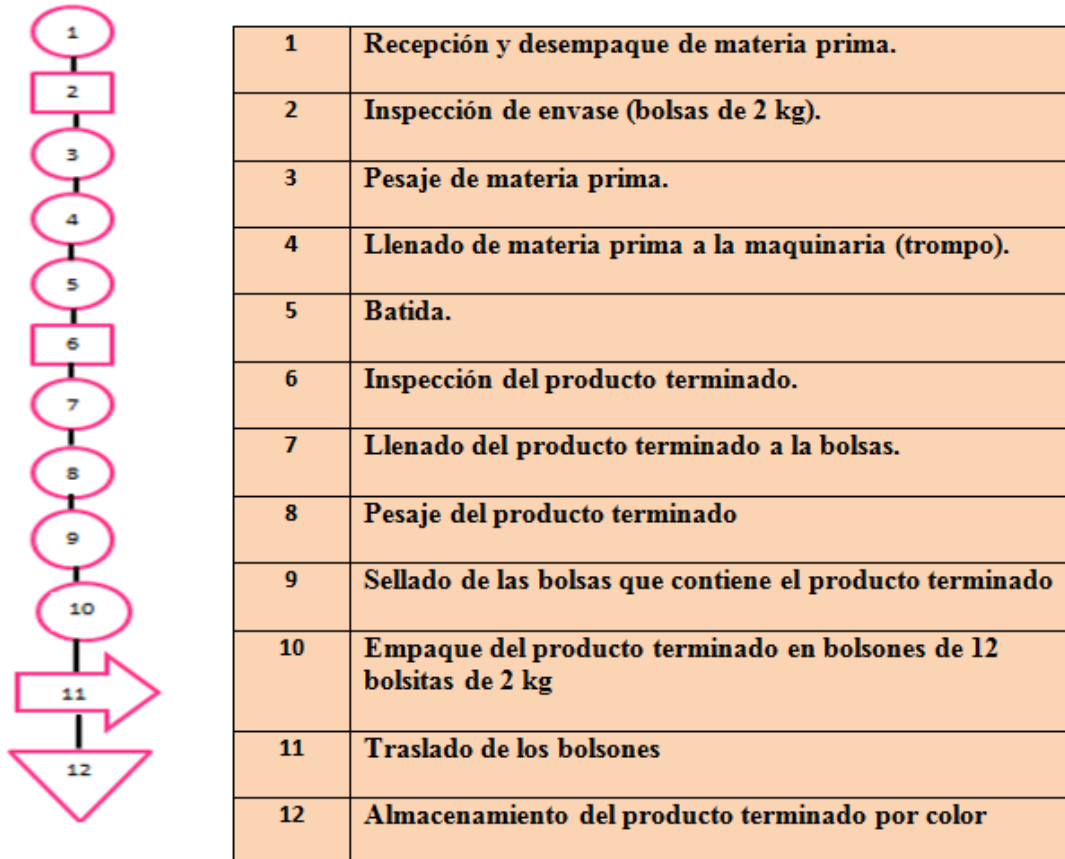 1
2
3
4
5
6
7
8
9
10
11
12
1 Recepción y desempaque de materia prima.
2 Inspección de envase (bolsas de 2 kg).
3 Pesaje de materia prima.
4 Llenado de materia prima a la maquinaria (trompo).
5 Batida.
6 Inspección del producto terminado.
7 Llenado del producto terminado a la bolsas.
8 Pesaje del producto terminado
9 Sellado de las bolsas que contiene el producto terminado
10 Empaque del producto terminado en bolsones de 12
bolsitas de 2 kg
11 Traslado de los bolsones
12 Almacenamiento del producto terminado por color